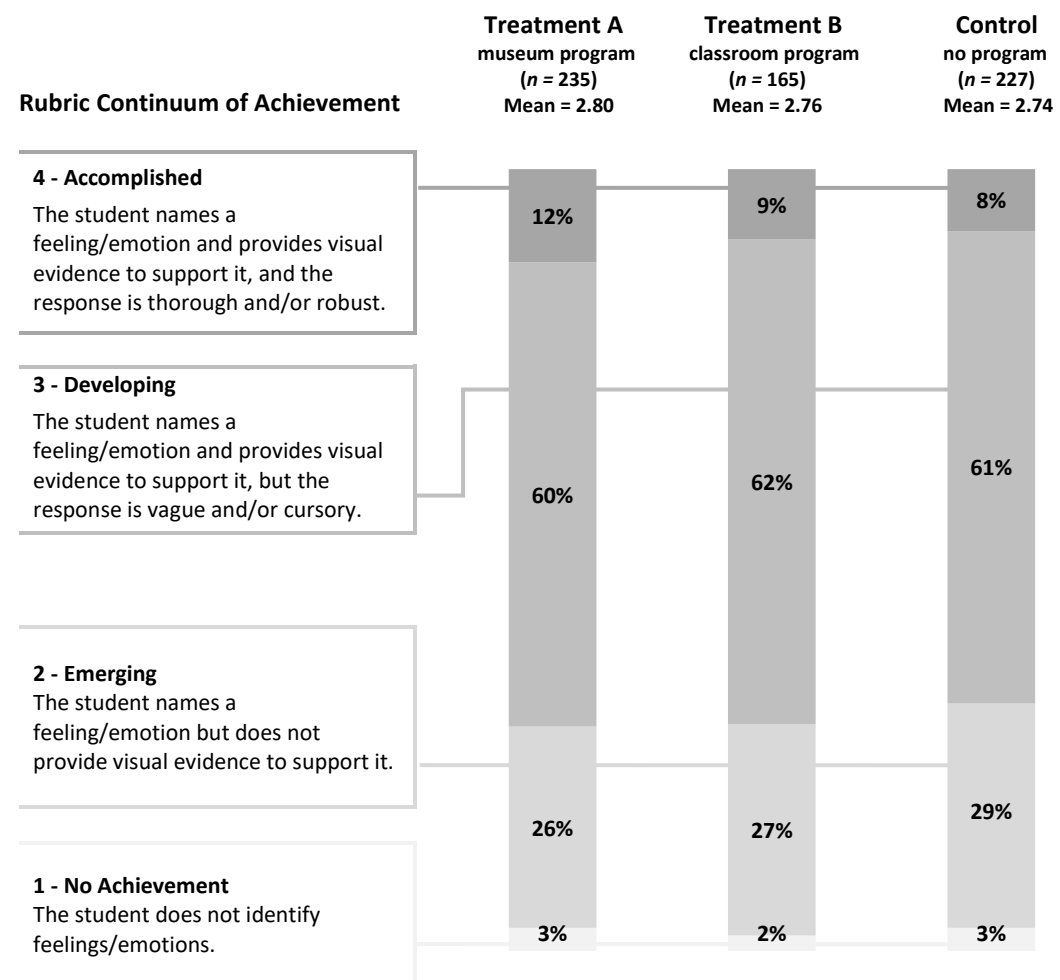 Treatment A
museum program
(n = 235)
Mean = 2.80
Treatment B
classroom program
(n = 165)
Mean = 2.76
Control
no program
(n = 227)
Mean = 2.74
Rubric Continuum of Achievement
4 - Accomplished
The student names a
feeling/emotion and provides visual
evidence to support it, and the
response is thorough and/or robust.
12%
9%
8%
3 - Developing
The student names a
feeling/emotion and provides visual
evidence to support it, but the
response is vague and/or cursory.
60%
62%
61%
2 - Emerging
The student names a
feeling/emotion but does not
provide visual evidence to support it.
26%
27%
29%
1 - No Achievement
The student does not identify
feelings/emotions.
3%
2%
3%